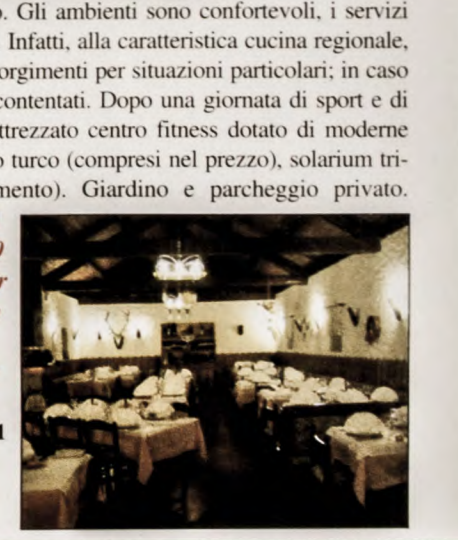 . Gli ambienti sono confortevoli, i servizi
Infatti, alla caratteristica cucina regionale,
orgimenti per situazioni particolari; in caso
contentati. Dopo una giornata di sport e di
ttrezzato centro fitness dotato di moderne
o turco (compresi nel prezzo), solarium tri-
mento). Giardino e parcheggio privato.